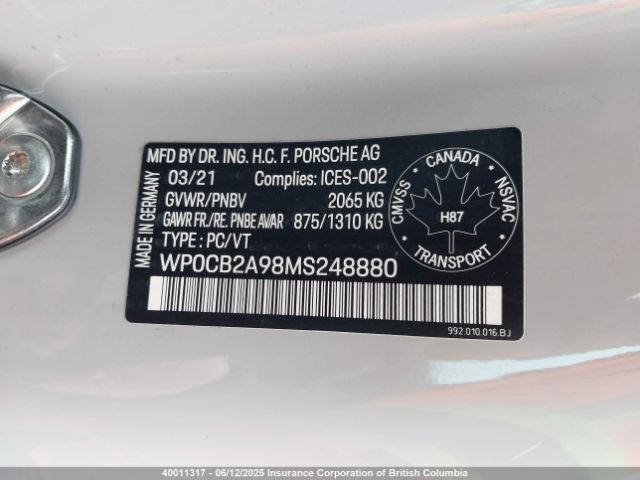 MFD BY DR. ING. H.C. F. PORSCHE AG
03/21 Complies: ICES-002
GVWR/PNBV 2065 KG
GAWR FR./RE. PNBE AV/AR 875/1310 KG
TYPE : PC/VT
WP0CB2A98MS248880
MADE IN GERMANY
CANADA
CMVSS
NSVAC
H87
TRANSPORT
992.010.016.BJ
40011317 - 06/12/2025 Insurance Corporation of British Columbia